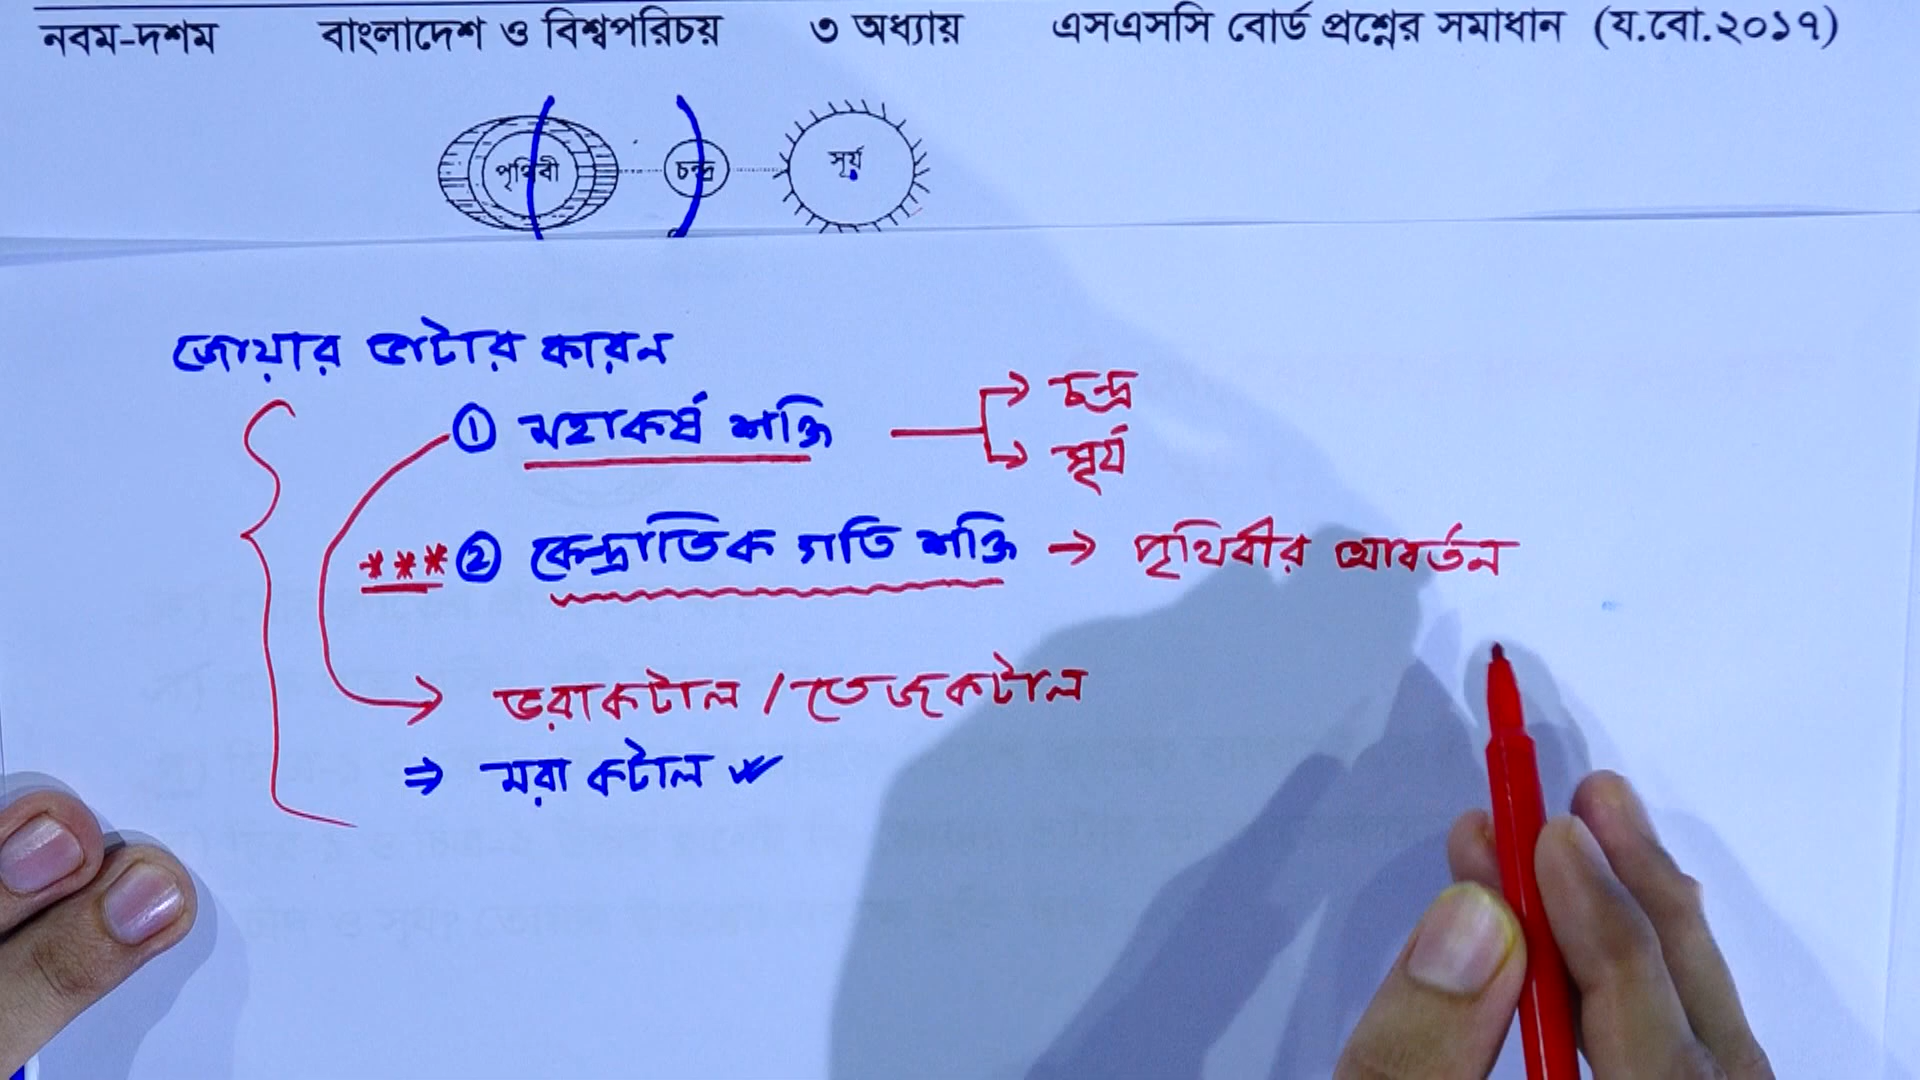 নবম-দশম বাংলাদেশ ও বিশ্বপরিচয় ৩ অধ্যায় এসএসসি বোর্ড প্রশ্নের সমাধান (য.বো.২০১৭)
পৃথিবী চন্দ্র সূর্য
জোয়ার ভাটার কারন
① মহাকর্ষ শক্তি → চন্দ্র
→ সূর্য
*** ② কেন্দ্রাতিক গতি শক্তি → পৃথিবীর আবর্তন
→ ভরাকটাল / তেজকটাল
⇒ মরা কটাল